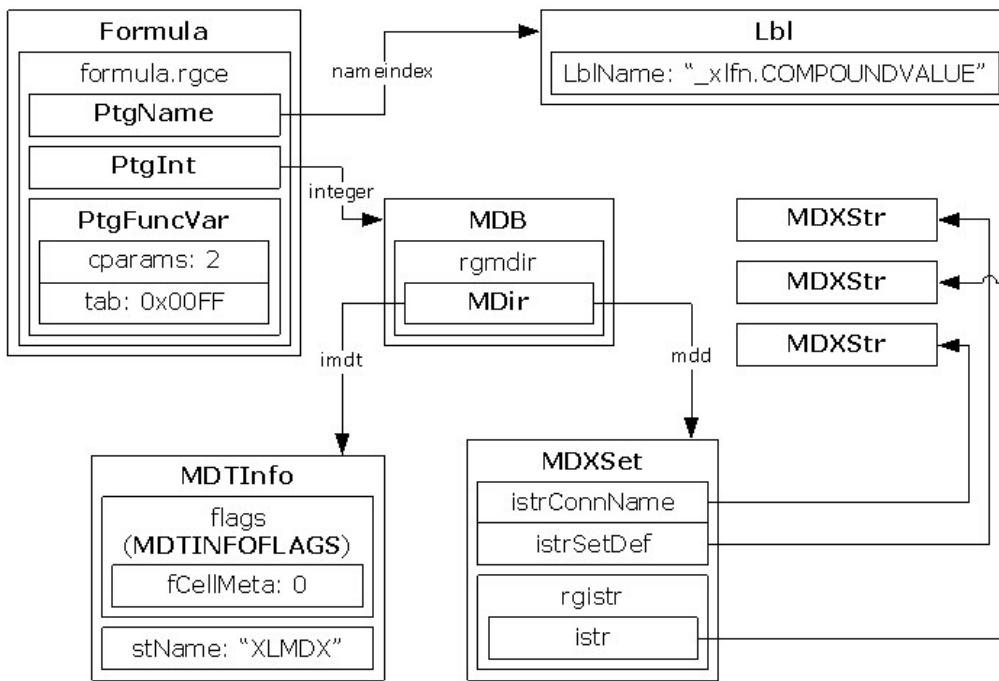 Formula
formula.rgce
PtgName
PtgInt
PtgFuncVar
cparams: 2
tab: 0x00FF
nameindex
integer
Lbl
LblName: “_xlfn.COMPOUNDVALUE”
MDB
rgmdir
MDir
imdt
mdd
MDXStr
MDXStr
MDXStr
MDTInfo
flags
(MDTINFOFLAGS)
fCellMeta: 0
stName: “XLMDX”
MDXSet
istrConnName
istrSetDef
rgistr
istr